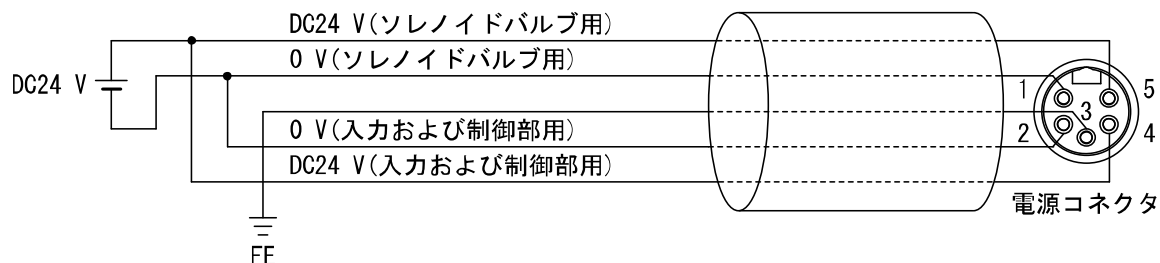 DC24 V(ソレノイドバルブ用)
0 V(ソレノイドバルブ用)
DC24 V
0 V(入力および制御部用)
DC24 V(入力および制御部用)
FE
1
5
3
2
4
電源コネクタ